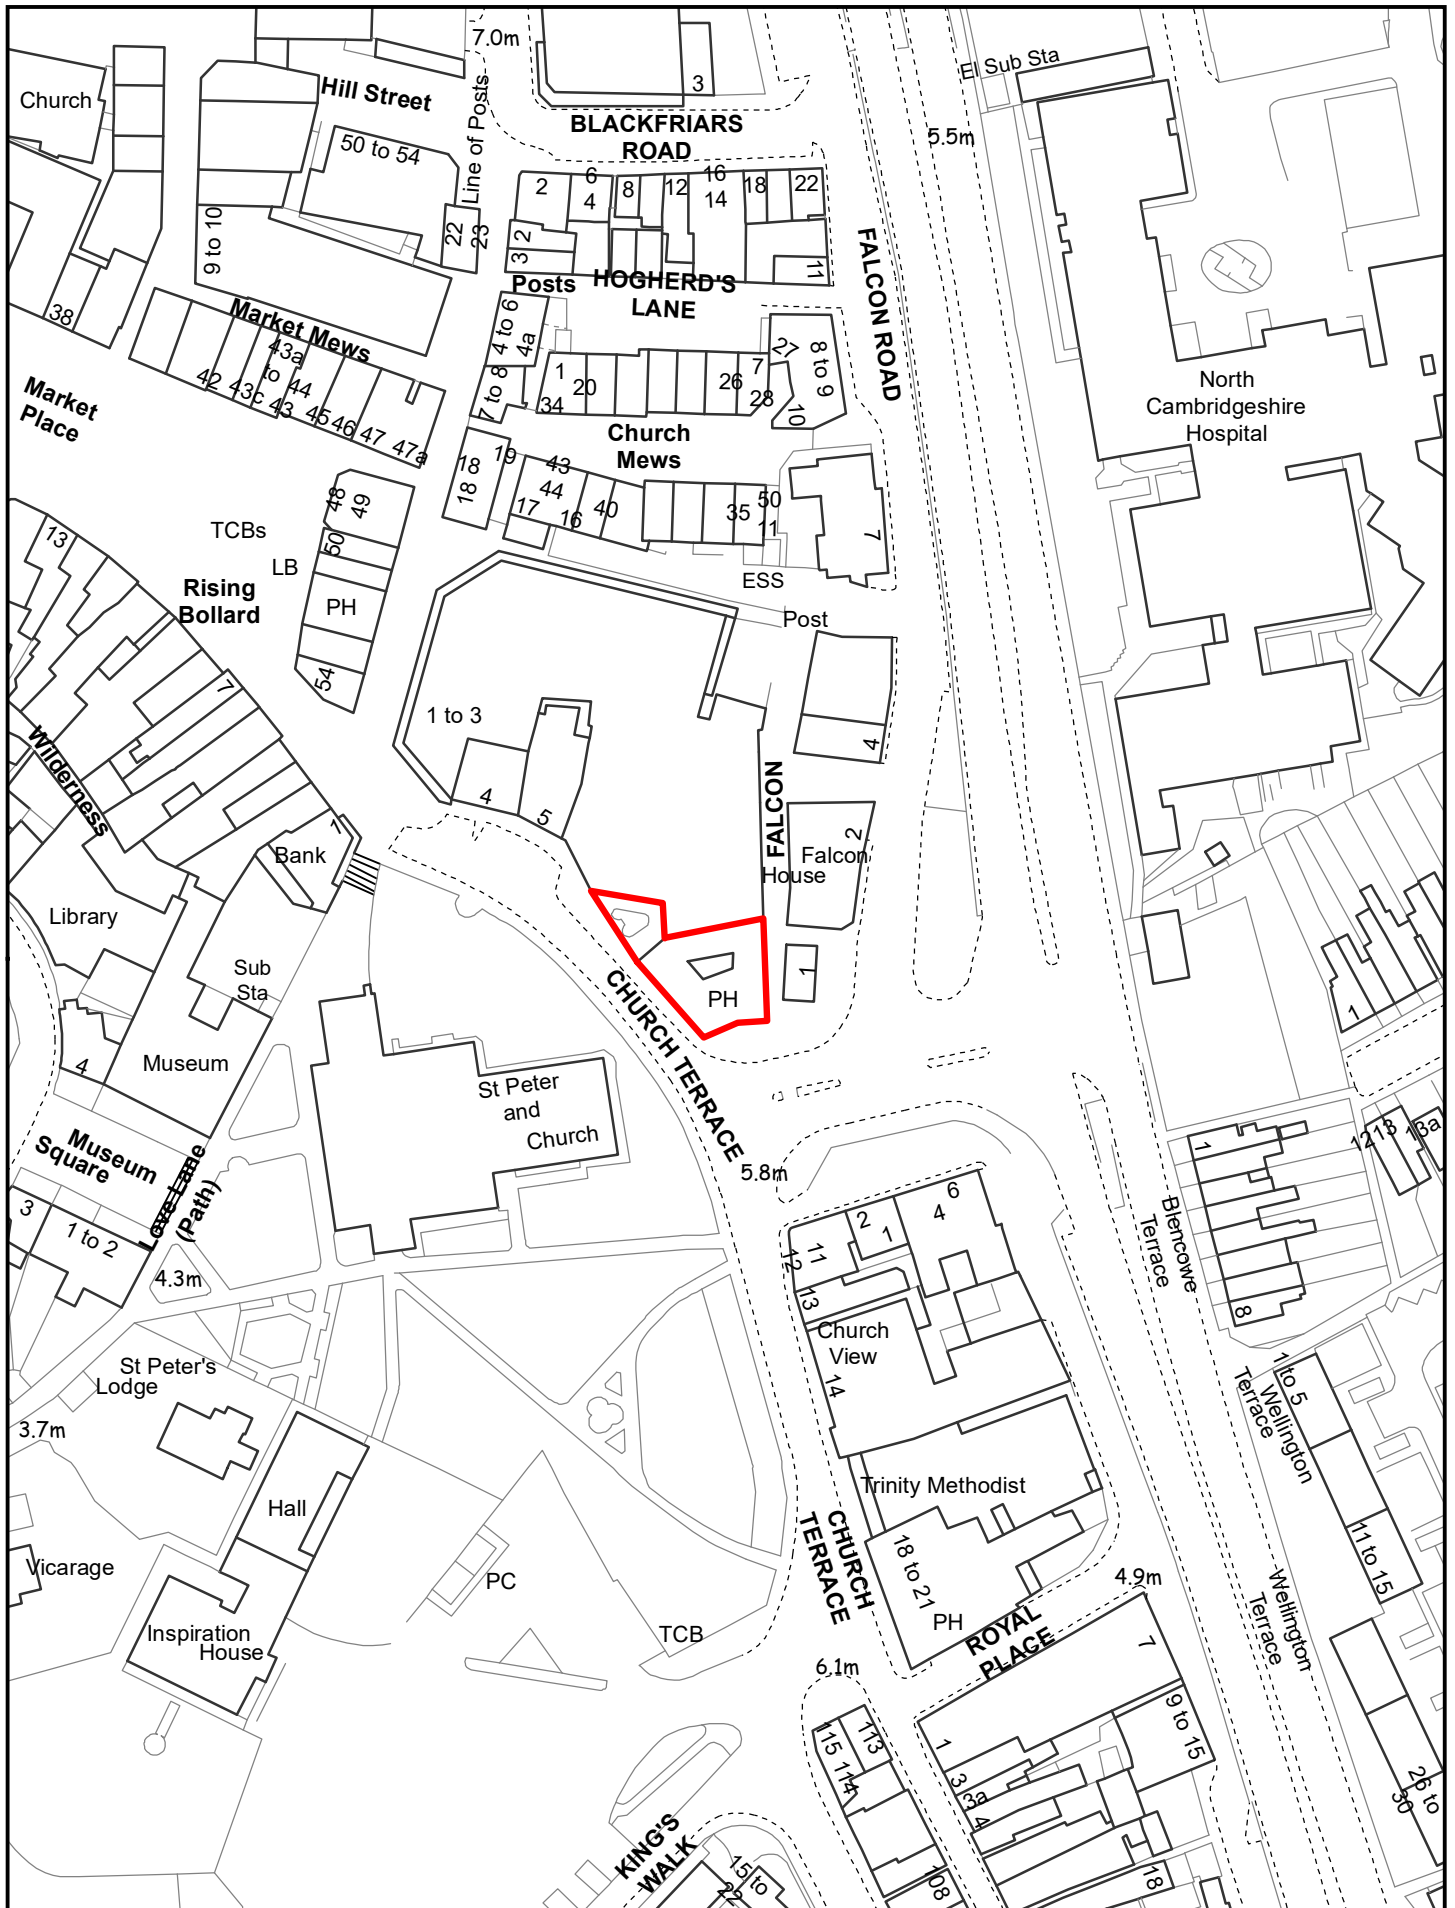 7.0m
3
El Sub Sta
Church
Hill Street
BLACKFRIARS
ROAD
5.5m
50 to 54
Line of Posts
2
6
4
8
12
16
14
18
22
9 to 10
22
23
2
3
11
FALCON ROAD
Posts
HOGHERD'S
LANE
38
Market Mews
4 to 6
4a
43a
to
44
42
43c
43
45
46
47
47a
7 to 8
1
20
34
26
7
28
27
8 to 9
10
North
Cambridgeshire
Hospital
Market
Place
Church
Mews
18
18
19
43
44
17
16
40
35
50
11
7
48
49
50
TCBs
LB
PH
54
13
Rising
Bollard
ESS
Post
7
1 to 3
4
Wilderness
4
5
FALCON
2
Falcon
House
1
Bank
Library
Sub
Sta
PH
1
CHURCH TERRACE
1
4
Museum
St Peter
and
Church
Museum
Square
Love Lane
(Path)
5.8m
1
12
13
13a
3
1 to 2
4.3m
2
1
6
4
11
12
13
Blencowe
Terrace
8
Church
View
14
St Peter's
Lodge
3.7m
1 to 5
Wellington
Terrace
Hall
Trinity Methodist
11 to 15
Vicarage
PC
CHURCH
TERRACE
18 to 21
PH
4.9m
ROYAL
PLACE
Wellington
Terrace
Inspiration
House
TCB
6.1m
7
9 to 15
115
113
114
1
3
3a
4
26 to
30
KING'S
WALK
15 to
22
108
18